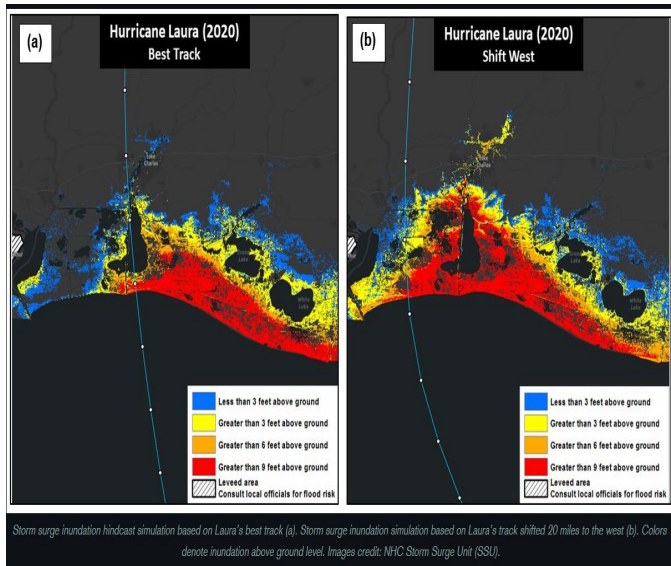 (a)
Hurricane Laura (2020)
Best Track
Lake
Charles
Lake
White
Lake
Less than 3 feet above ground
Greater than 3 feet above ground
Greater than 6 feet above ground
Greater than 9 feet above ground
Leveed area
Consult local officials for flood risk
(b)
Hurricane Laura (2020)
Shift West
Lake
Charles
Lake
White
Lake
Less than 3 feet above ground
Greater than 3 feet above ground
Greater than 6 feet above ground
Greater than 9 feet above ground
Leveed area
Consult local officials for flood risk
Storm surge inundation hindcast simulation based on Laura's best track (a). Storm surge inundation simulation based on Laura's track shifted 20 miles to the west (b). Colors
denote inundation above ground level. Images credit: NHC Storm Surge Unit (SSU).